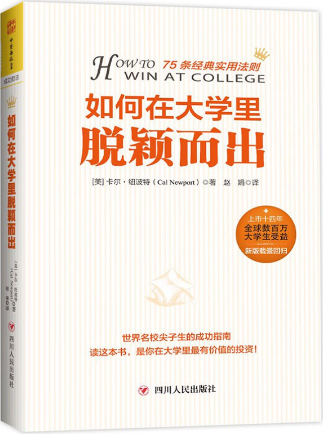 HOW TO 75条经典实用法则
WIN AT COLLEGE
如何在大学里
脱颖而出
[美]卡尔·纽波特（Cal Newport）著 赵娟 译
上市十四年
全球数百万
大学生受益
新版载誉回归
世界名校尖子生的成功指南
读这本书，是你在大学里最有价值的投资！
四川人民出版社
如何在大学里脱颖而出
四川人民出版社